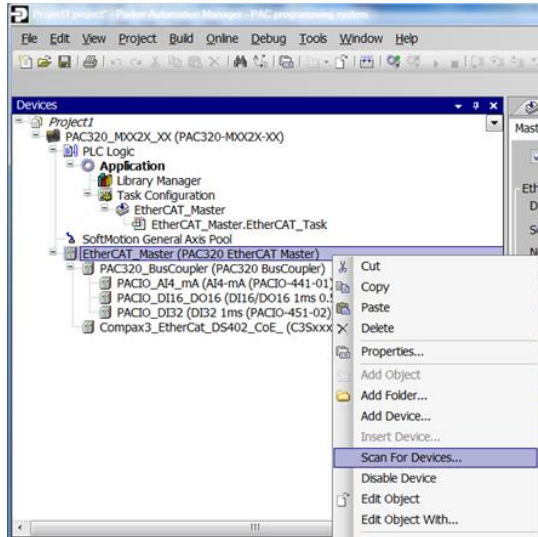 Project1.project* - Parker Automation Manager - PAC programming system
File Edit View Project Build Online Debug Tools Window Help
Devices
Project1
PAC320_MXX2X_XX (PAC320-MXX2X-XX)
PLC Logic
Application
Library Manager
Task Configuration
EtherCAT_Master
EtherCAT_Master.EtherCAT_Task
SoftMotion General Axis Pool
EtherCAT_Master (PAC320 EtherCAT Master)
PAC320_BusCoupler (PAC320 BusCoupler)
PACIO_AI4_mA (AI4-mA (PACIO-441-01)
PACIO_DI16_DO16 (DI16/DO16 1ms 0.5
PACIO_DI32 (DI32 1ms (PACIO-451-02)
Compax3_EtherCat_DS402_CoE_ (C3Sxxx
Mast
Eth
D
So
N
Cut
Copy
Paste
Delete
Properties...
Add Object
Add Folder...
Add Device...
Insert Device...
Scan For Devices...
Disable Device
Edit Object
Edit Object With...